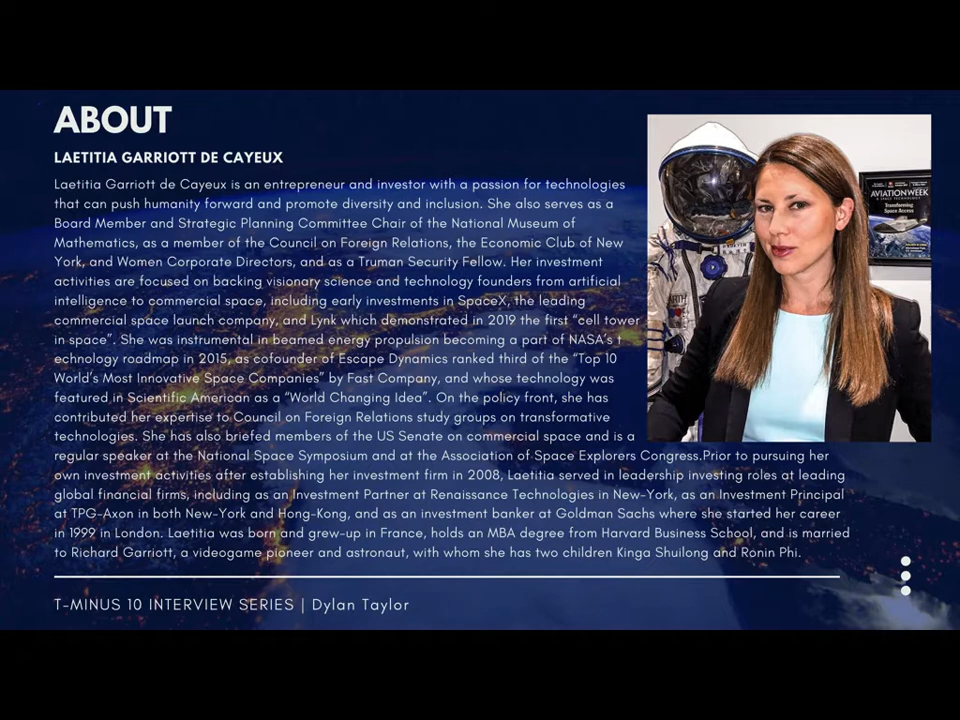 ABOUT
LAETITIA GARRIOTT DE CAYEUX
Laetitia Garriott de Cayeux is an entrepreneur and investor with a passion for technologies
that can push humanity forward and promote diversity and inclusion. She also serves as a
Board Member and Strategic Planning Committee Chair of the National Museum of
Mathematics, as a member of the Council on Foreign Relations, the Economic Club of New
York, and Women Corporate Directors, and as a Truman Security Fellow. Her investment
activities are focused on backing visionary science and technology founders from artificial
intelligence to commercial space, including early investments in SpaceX, the leading
commercial space launch company, and Lynk which demonstrated in 2019 the first “cell tower
in space”. She was instrumental in beamed energy propulsion becoming a part of NASA’s t
echnology roadmap in 2015, as cofounder of Escape Dynamics ranked third of the “Top 10
World’s Most Innovative Space Companies” by Fast Company, and whose technology was
featured in Scientific American as a “World Changing Idea”. On the policy front, she has
contributed her expertise to Council on Foreign Relations study groups on transformative
technologies. She has also briefed members of the US Senate on commercial space and is a
regular speaker at the National Space Symposium and at the Association of Space Explorers Congress.Prior to pursuing her
own investment activities after establishing her investment firm in 2008, Laetitia served in leadership investing roles at leading
global financial firms, including as an Investment Partner at Renaissance Technologies in New-York, as an Investment Principal
at TPG-Axon in both New-York and Hong-Kong, and as an investment banker at Goldman Sachs where she started her career
in 1999 in London. Laetitia was born and grew-up in France, holds an MBA degree from Harvard Business School, and is married
to Richard Garriott, a videogame pioneer and astronaut, with whom she has two children Kinga Shuilong and Ronin Phi.
AVIATION WEEK
Transforming
Space Access
T-MINUS 10 INTERVIEW SERIES | Dylan Taylor